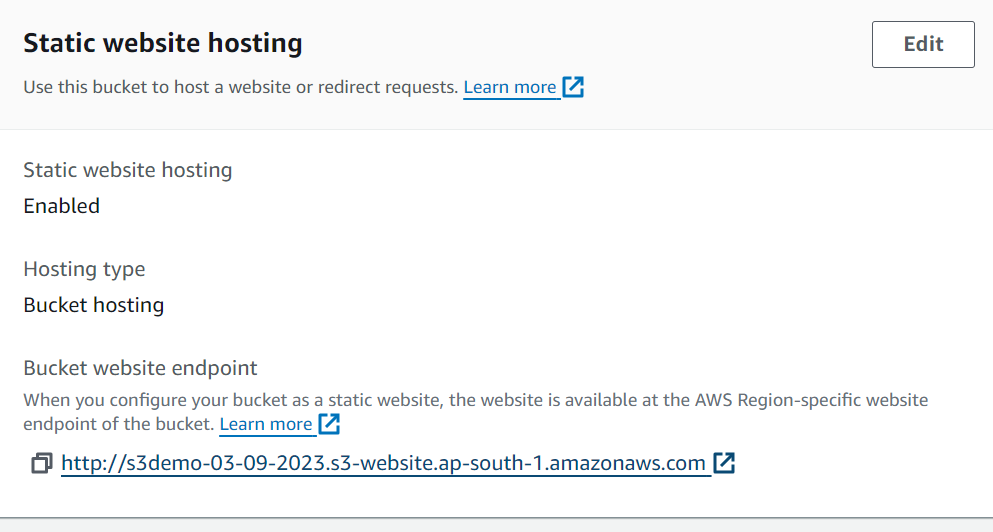 Static website hosting
Edit
Use this bucket to host a website or redirect requests. Learn more
Static website hosting
Enabled
Hosting type
Bucket hosting
Bucket website endpoint
When you configure your bucket as a static website, the website is available at the AWS Region-specific website
endpoint of the bucket. Learn more
http://s3demo-03-09-2023.s3-website.ap-south-1.amazonaws.com